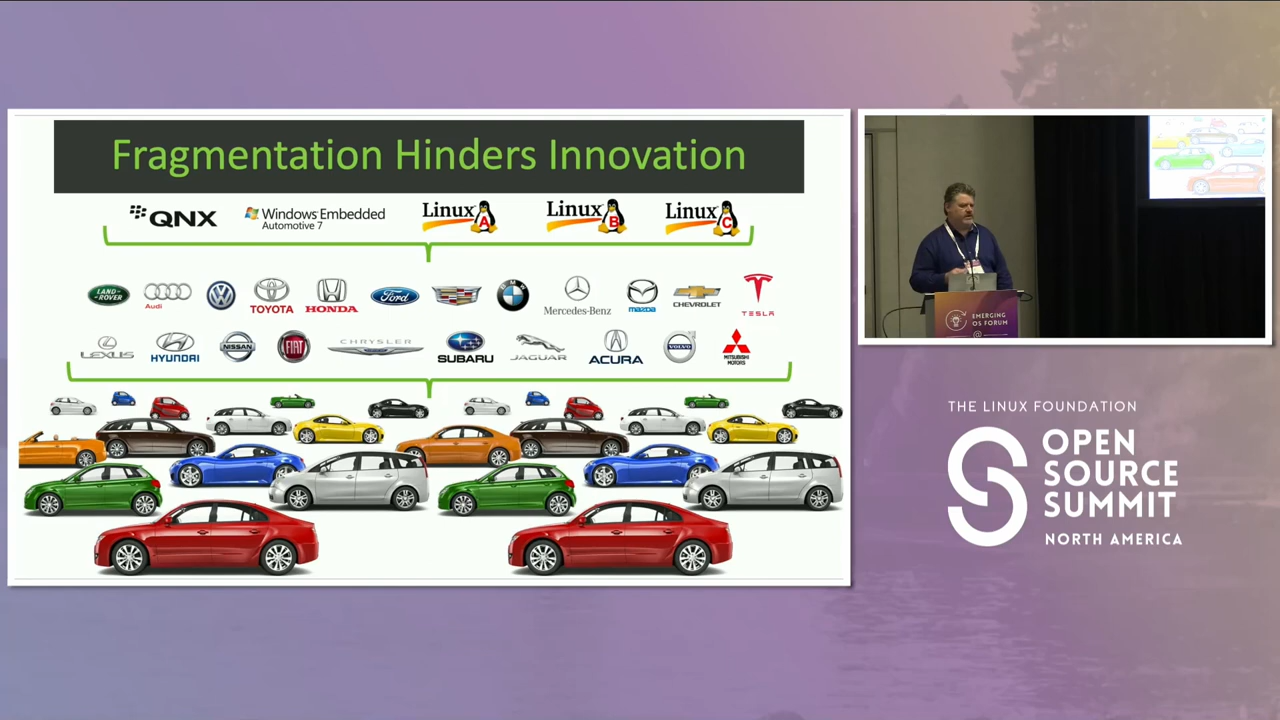 Fragmentation Hinders Innovation
QNX
Windows Embedded
Automotive 7
Linux A
Linux B
Linux C
LAND-
ROVER
Audi
TOYOTA
HONDA
Ford
BMW
Mercedes-Benz
mazda
CHEVROLET
TESLA
LEXUS
HYUNDAI
NISSAN
FIAT
CHRYSLER
SUBARU
JAGUAR
ACURA
VOLVO
MITSUBISHI
MOTORS
EMERGING
OS FORUM
@
THE LINUX FOUNDATION
OPEN
SOURCE
SUMMIT
NORTH AMERICA